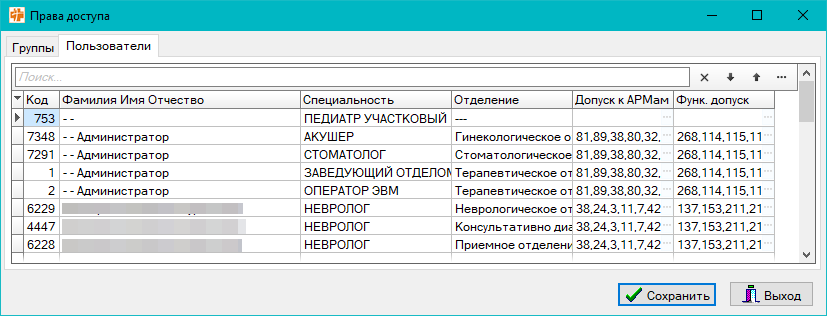 Права доступа
Группы Пользователи
Поиск...
Код Фамилия Имя Отчество Специальность Отделение Допуск к АРМам Функ. допуск
753 - - ПЕДИАТР УЧАСТКОВЫЙ ---
7348 - - Администратор АКУШЕР Гинекологическое о 81,89,38,80,32, 268,114,115,11
7291 - - Администратор СТОМАТОЛОГ Стоматологическое 81,89,38,80,32, 268,114,115,11
1 - - Администратор ЗАВЕДУЮЩИЙ ОТДЕЛОМ Терапевтическое от 81,89,38,80,32, 268,114,115,11
2 - - Администратор ОПЕРАТОР ЭВМ Терапевтическое от 81,89,38,80,32, 268,114,115,11
6229 НЕВРОЛОГ Неврологическое от 38,24,3,11,7,42 137,153,211,21
4447 НЕВРОЛОГ Консультативно диа 38,24,3,11,7,42 137,153,211,21
6228 НЕВРОЛОГ Приемное отделени 38,24,3,11,7,42 137,153,211,21
Сохранить Выход